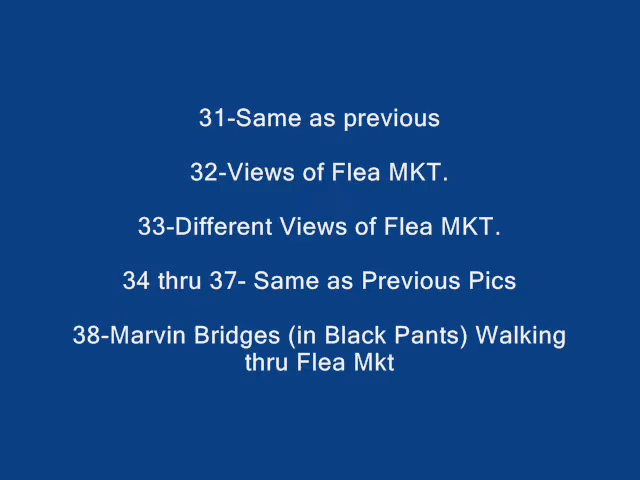 31-Same as previous
32-Views of Flea MKT.
33-Different Views of Flea MKT.
34 thru 37- Same as Previous Pics
38-Marvin Bridges (in Black Pants) Walking
thru Flea Mkt